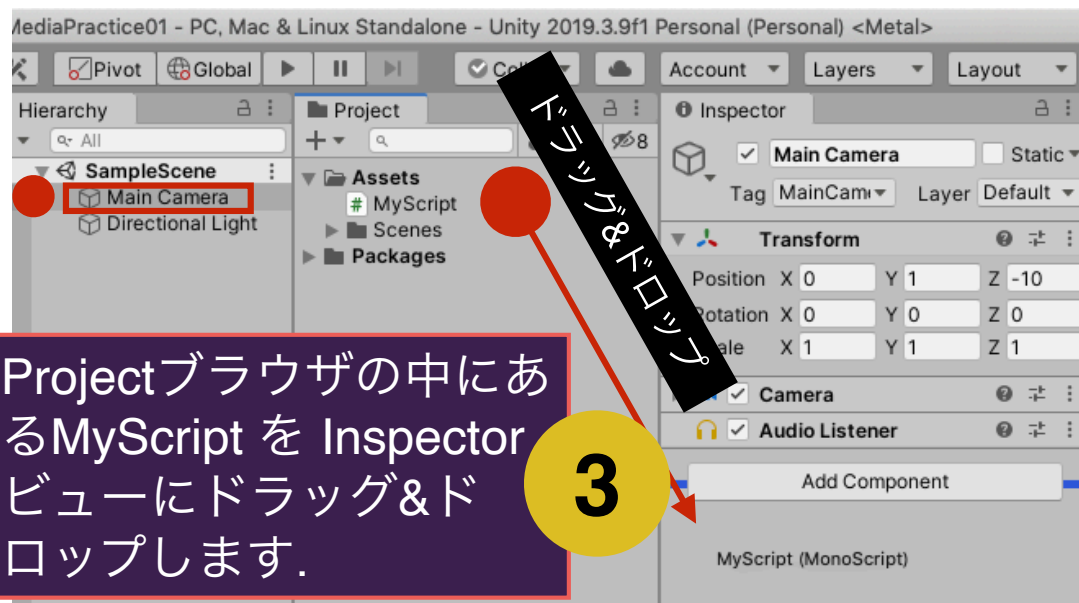 MediaPractice01 - PC, Mac & Linux Standalone - Unity 2019.3.9f1 Personal (Personal) <Metal>
Pivot Global Account Layers Layout
Hierarchy
All
SampleScene
Main Camera
Directional Light
Project
8
Assets
# MyScript
Scenes
Packages
ドラッグ&ドロップ
Inspector
Main Camera Static
Tag MainCam Layer Default
Transform
Position X 0 Y 1 Z -10
Rotation X 0 Y 0 Z 0
X 1 Y 1 Z 1
Camera
Audio Listener
Add Component
MyScript (MonoScript)
Projectブラウザの中にあ
るMyScript を Inspector
ビューにドラッグ&ド
ロップします.
3